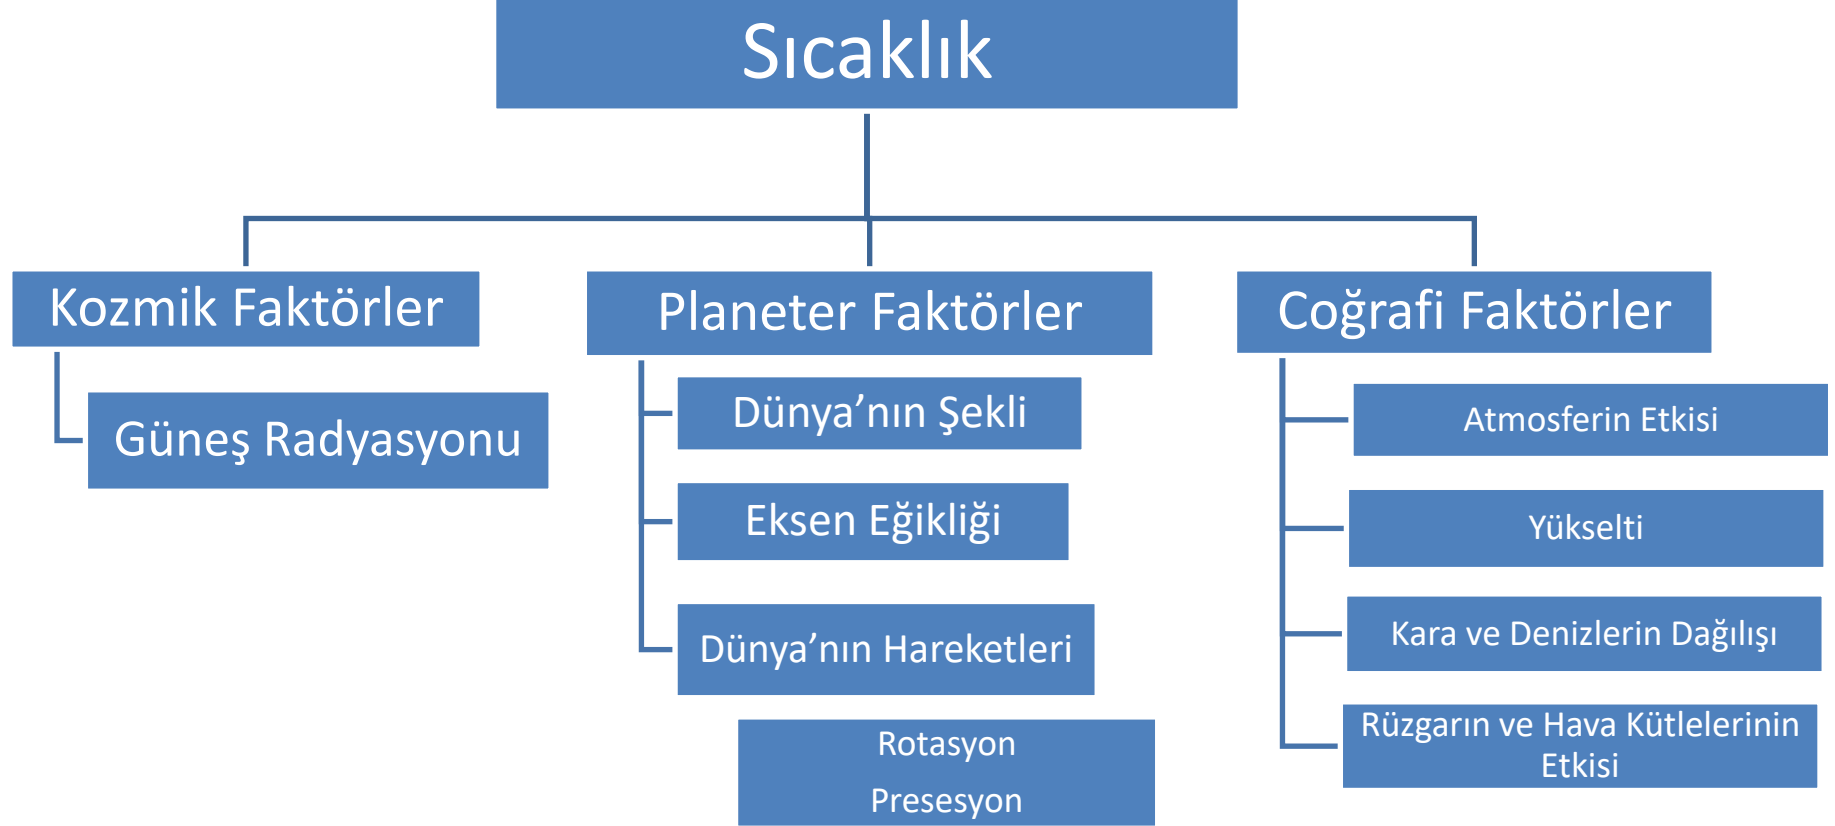 Sıcaklık
Kozmik Faktörler
Güneş Radyasyonu
Planeter Faktörler
Dünya’nın Şekli
Eksen Eğikliği
Dünya’nın Hareketleri
Rotasyon
Presesyon
Coğrafi Faktörler
Atmosferin Etkisi
Yükselti
Kara ve Denizlerin Dağılışı
Rüzgarın ve Hava Kütlelerinin
Etkisi